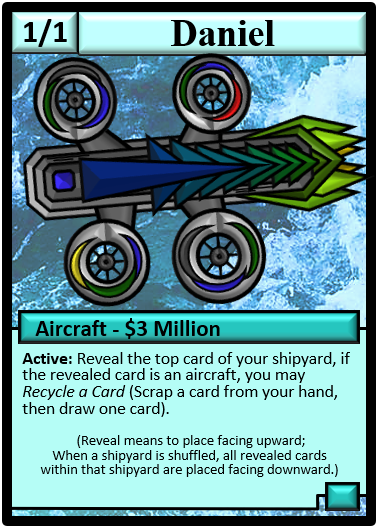 1/1 Daniel
Aircraft - $3 Million
Active: Reveal the top card of your shipyard, if
the revealed card is an aircraft, you may
Recycle a Card (Scrap a card from your hand,
then draw one card).
(Reveal means to place facing upward;
When a shipyard is shuffled, all revealed cards
within that shipyard are placed facing downward.)